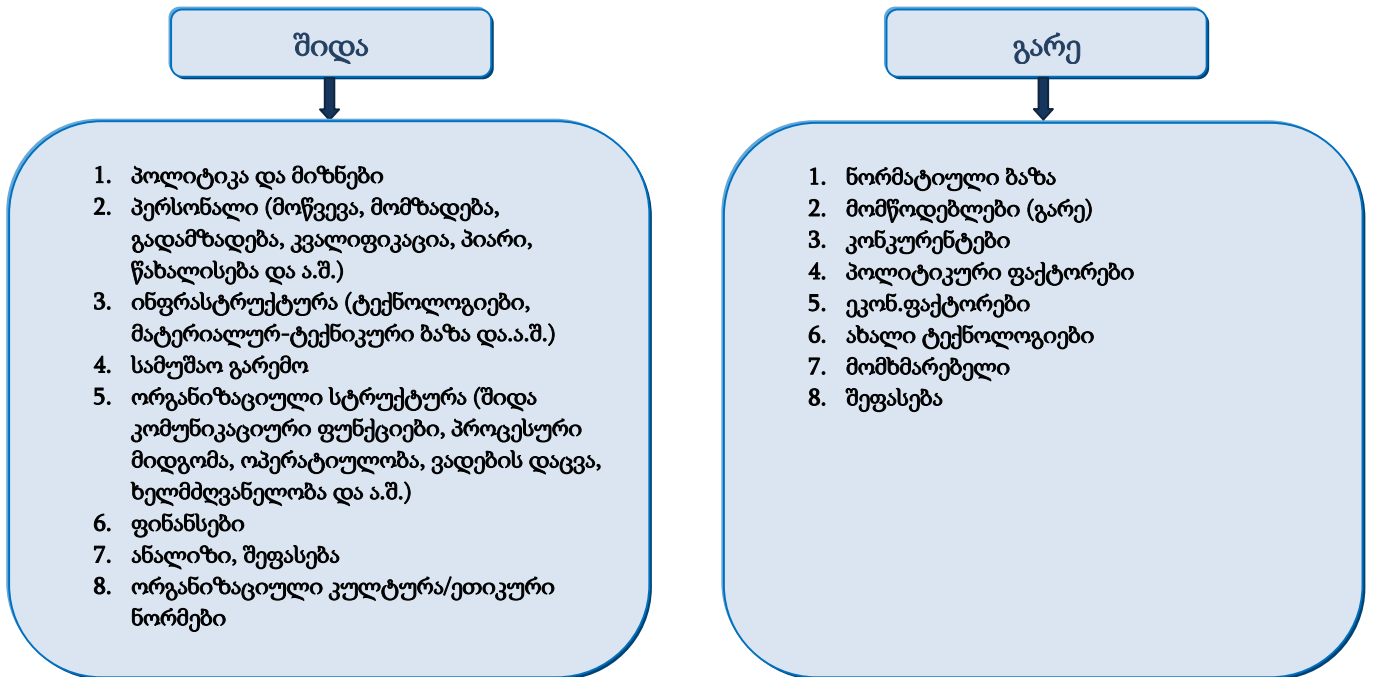 შიდა
1. პოლიტიკა და მიზნები
2. პერსონალი (მოწვევა, მომზადება,
გადამზადება, კვალიფიკაცია, პიარი,
წახალისება და ა.შ.)
3. ინფრასტრუქტურა (ტექნოლოგიები,
მატერიალურ-ტექნიკური ბაზა და.ა.შ.)
4. სამუშაო გარემო
5. ორგანიზაციული სტრუქტურა (შიდა
კომუნიკაციური ფუნქციები, პროცესური
მიდგომა, ოპერატიულობა, ვადების დაცვა,
ხელმძღვანელობა და ა.შ.)
6. ფინანსები
7. ანალიზი, შეფასება
8. ორგანიზაციული კულტურა/ეთიკური
ნორმები
გარე
1. ნორმატიული ბაზა
2. მომწოდებლები (გარე)
3. კონკურენტები
4. პოლიტიკური ფაქტორები
5. ეკონ.ფაქტორები
6. ახალი ტექნოლოგიები
7. მომხმარებელი
8. შეფასება